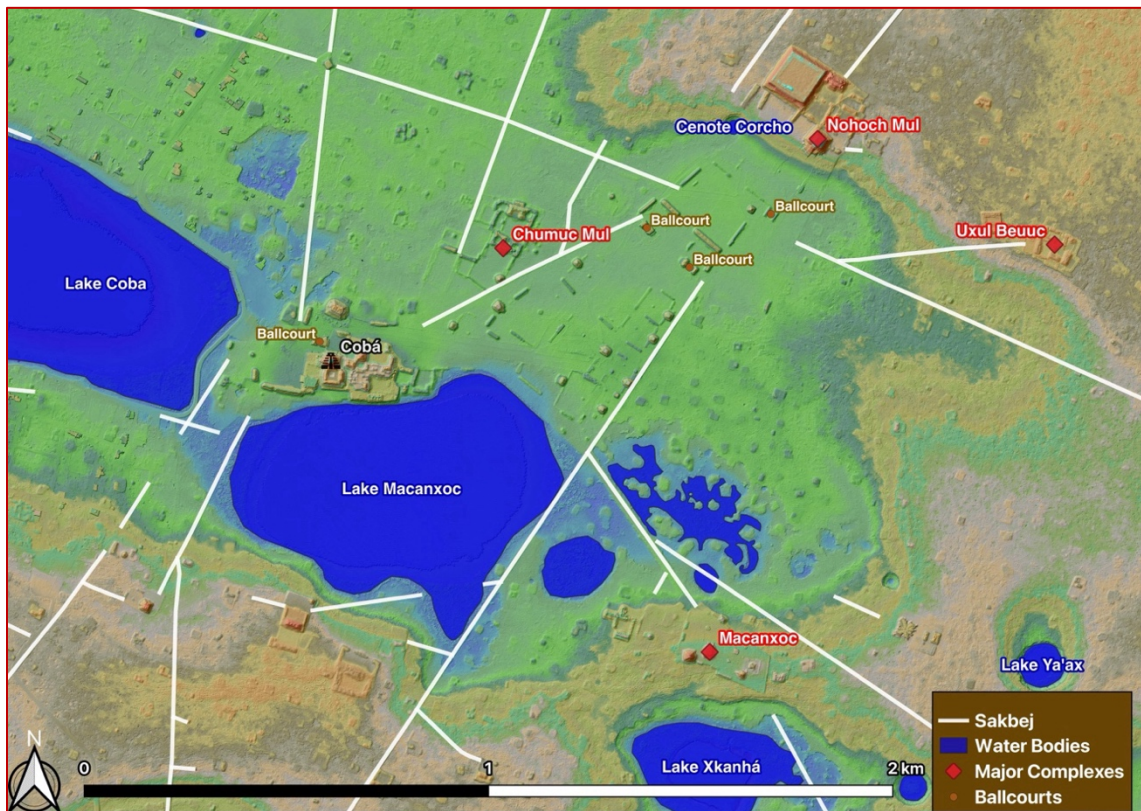 Cenote Corcho
Nohoch Mul
Ballcourt
Ballcourt
Chumuc Mul
Uxul Beuuc
Ballcourt
Lake Coba
Ballcourt
Cobá
Lake Macanxoc
Macanxoc
Lake Ya'ax
Lake Xkanhá
N
0
1
2 km
Sakbej
Water Bodies
Major Complexes
Ballcourts